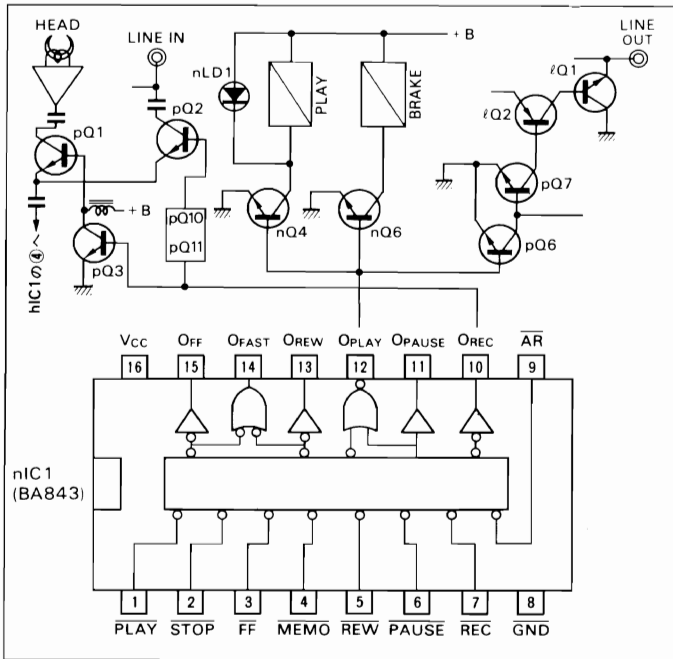 HEAD
LINE IN
LINE OUT
+ B
nLD1
PLAY
BRAKE
ℓQ1
ℓQ2
pQ1
pQ2
pQ7
pQ6
nQ4
nQ6
+ B
pQ10
pQ11
pQ3
hIC1の④へ
VCC OFF OFAST OREW OPLAY OPAUSE OREC AR
16 15 14 13 12 11 10 9
nIC1
(BA843)
1 2 3 4 5 6 7 8
PLAY STOP FF MEMO REW PAUSE REC GND